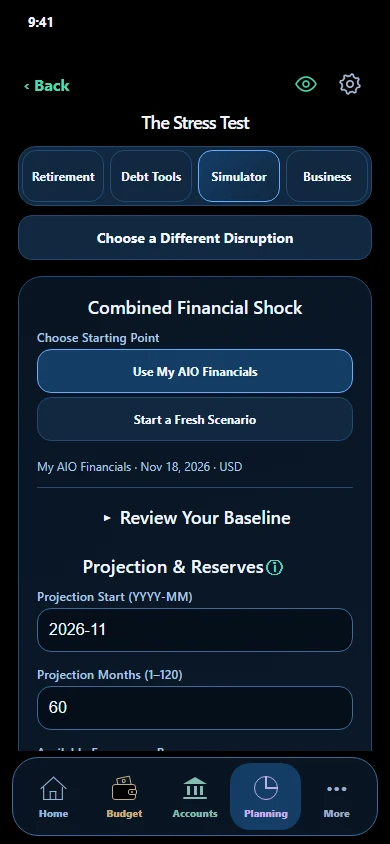 9:41
‹ Back
The Stress Test
Retirement
Debt Tools
Simulator
Business
Choose a Different Disruption
Combined Financial Shock
Choose Starting Point
Use My AIO Financials
Start a Fresh Scenario
My AIO Financials · Nov 18, 2026 · USD
▸ Review Your Baseline
Projection & Reserves ⓘ
Projection Start (YYYY-MM)
2026-11
Projection Months (1–120)
60
Home
Budget
Accounts
Planning
More